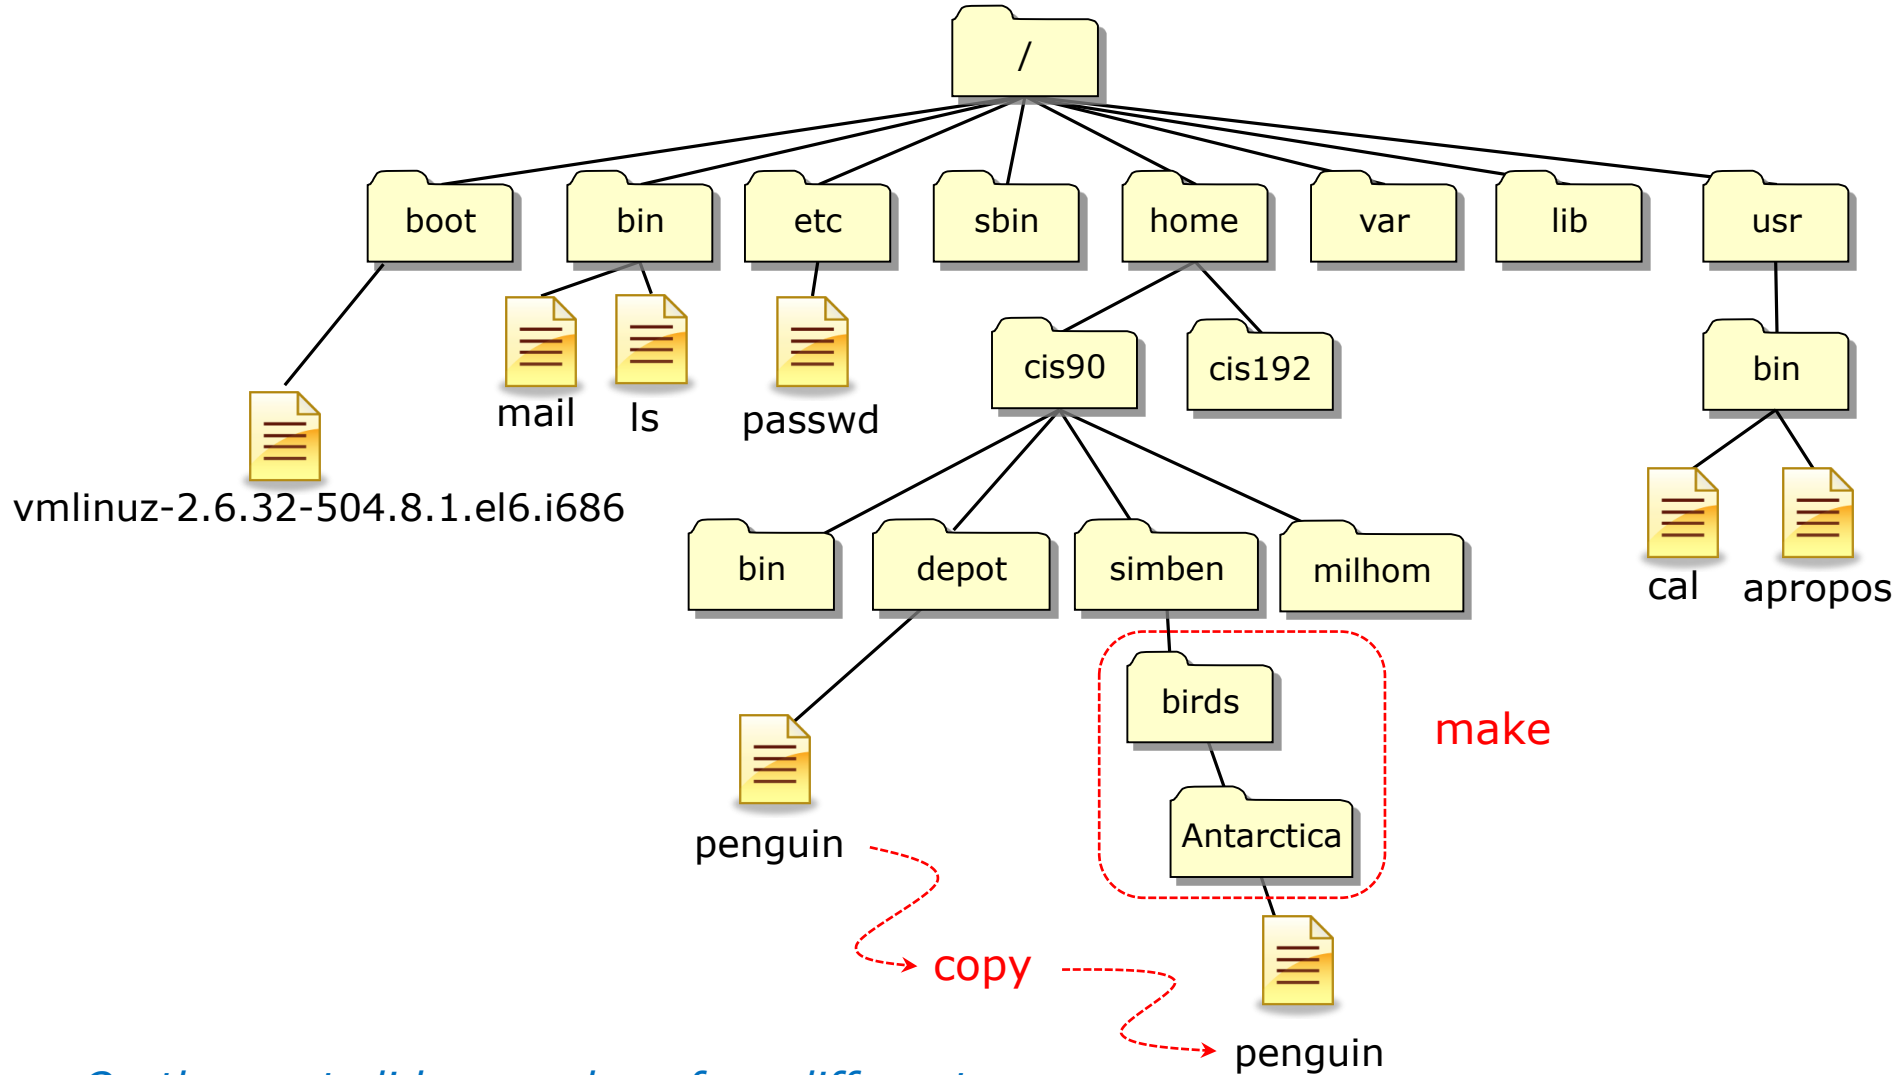 /
boot
bin
etc
sbin
home
var
lib
usr
mail
ls
passwd
cis90
cis192
bin
vmlinuz-2.6.32-504.8.1.el6.i686
bin
depot
simben
milhom
cal
apropos
birds
make
Antarctica
penguin
copy
penguin